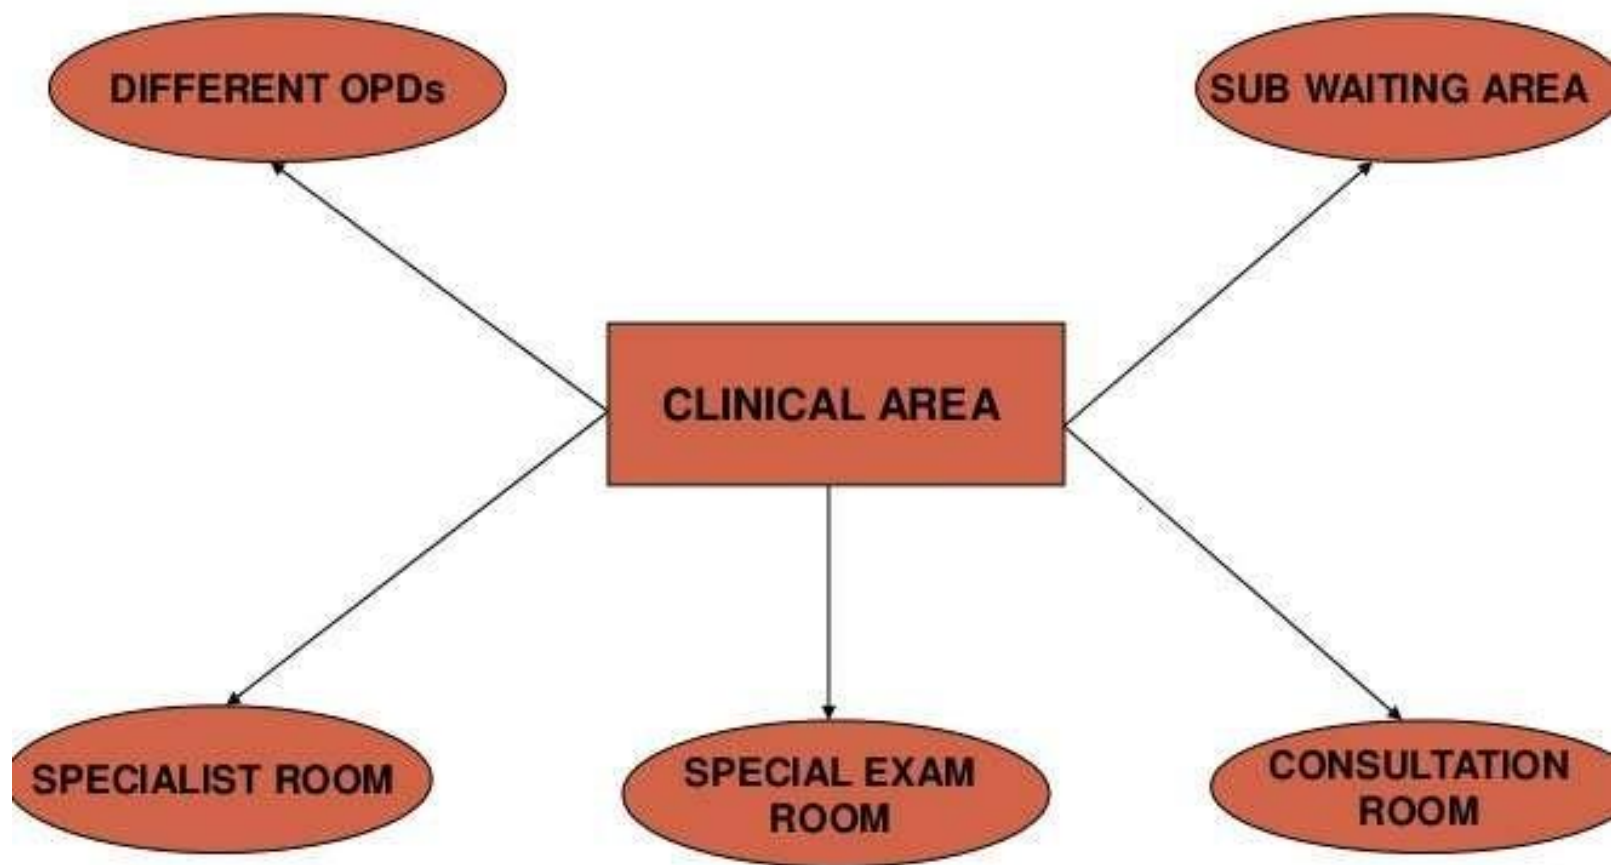 DIFFERENT OPDs
SUB WAITING AREA
CLINICAL AREA
SPECIALIST ROOM
SPECIAL EXAM
ROOM
CONSULTATION
ROOM